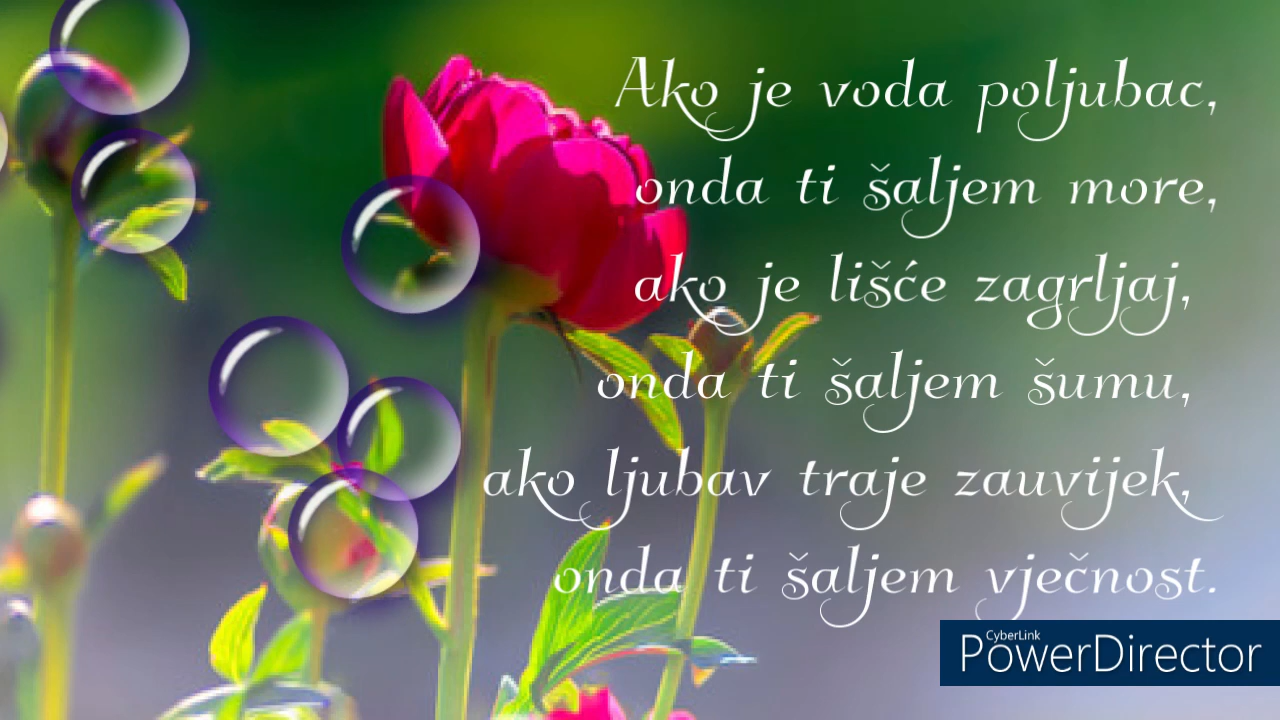 Ako je voda poljubac,
onda ti šaljem more,
ako je lišće zagrljaj,
onda ti šaljem šumu,
ako ljubav traje zauvijek,
onda ti šaljem vječnost.
CyberLink
PowerDirector